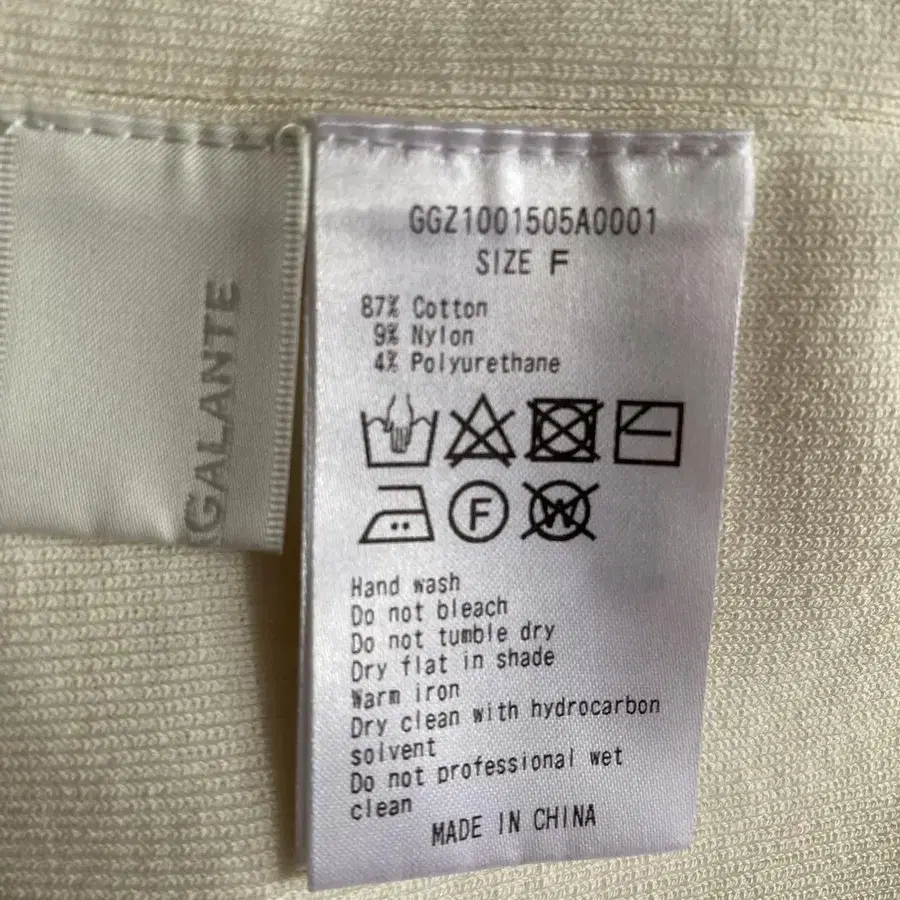 GALANTE
GGZ1001505A0001
SIZE F
87% Cotton
9% Nylon
4% Polyurethane
F
W
Hand wash
Do not bleach
Do not tumble dry
Dry flat in shade
Warm iron
Dry clean with hydrocarbon
solvent
Do not professional wet
clean
MADE IN CHINA